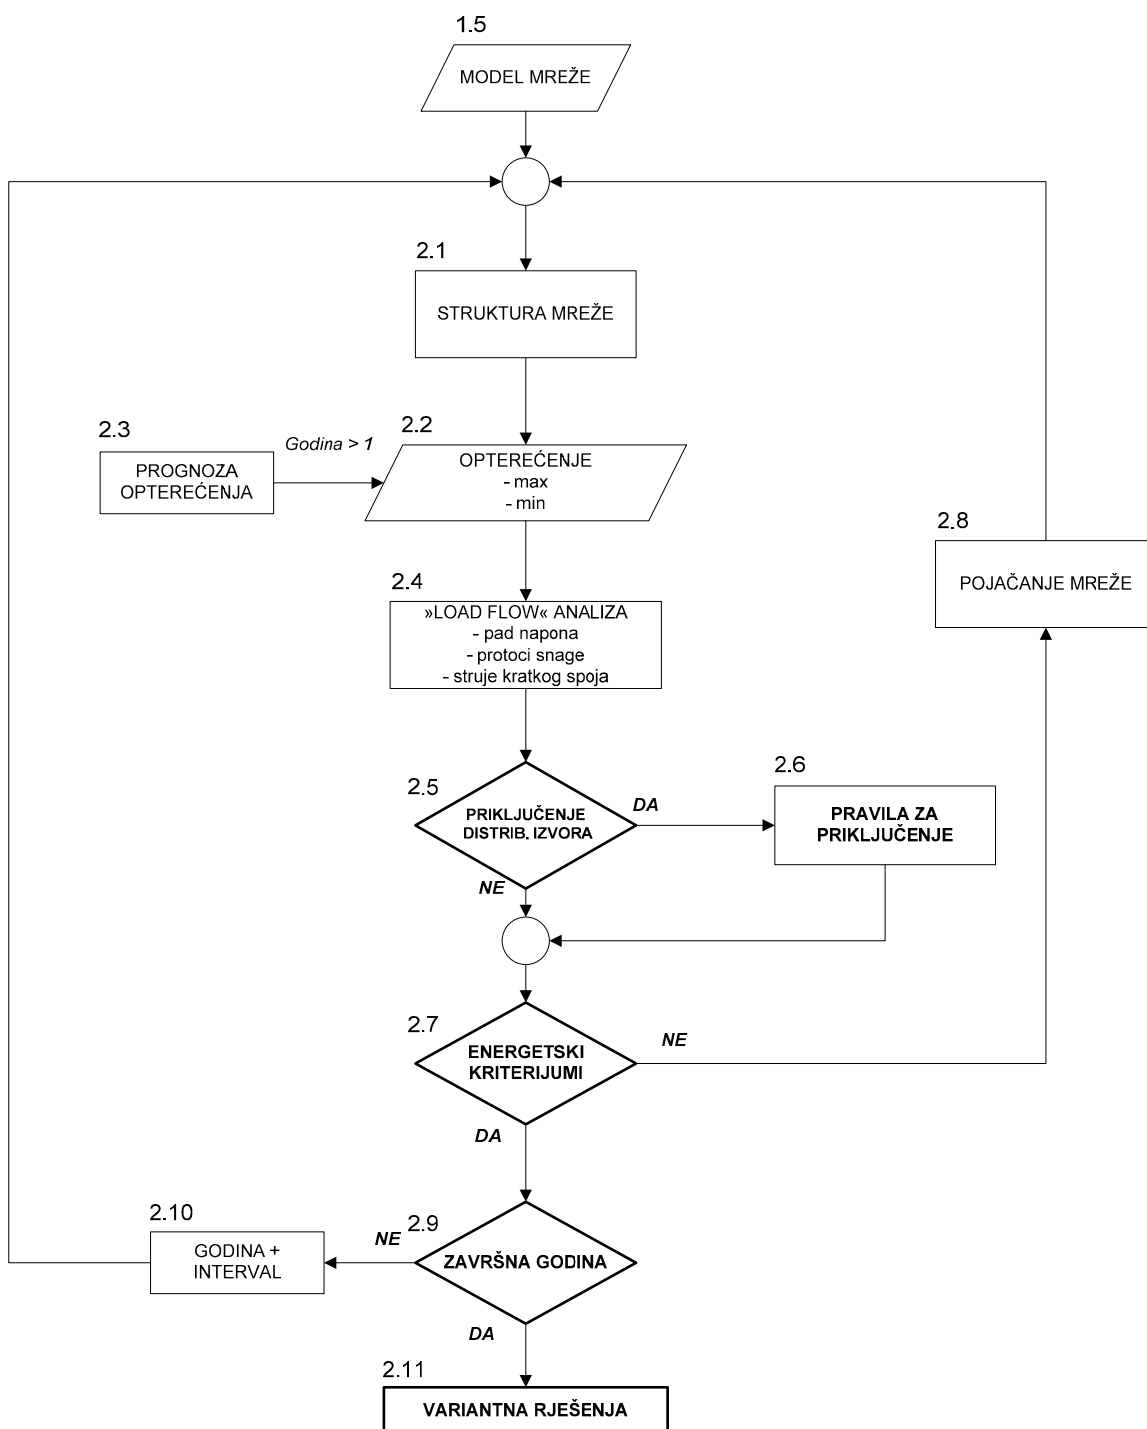 1.5
MODEL MREŽE
2.1
STRUKTURA MREŽE
2.3
PROGNOZA
OPTEREĆENJA
Godina > 1
2.2
OPTEREĆENJE
- max
- min
2.8
POJAČANJE MREŽE
2.4
»LOAD FLOW« ANALIZA
- pad napona
- protoci snage
- struje kratkog spoja
2.5
PRIKLJUČENJE
DISTRIB. IZVORA
DA
NE
2.6
PRAVILA ZA
PRIKLJUČENJE
2.7
ENERGETSKI
KRITERIJUMI
NE
DA
2.9
ZAVRŠNA GODINA
NE
2.10
GODINA +
INTERVAL
DA
2.11
VARIANTNA RJEŠENJA